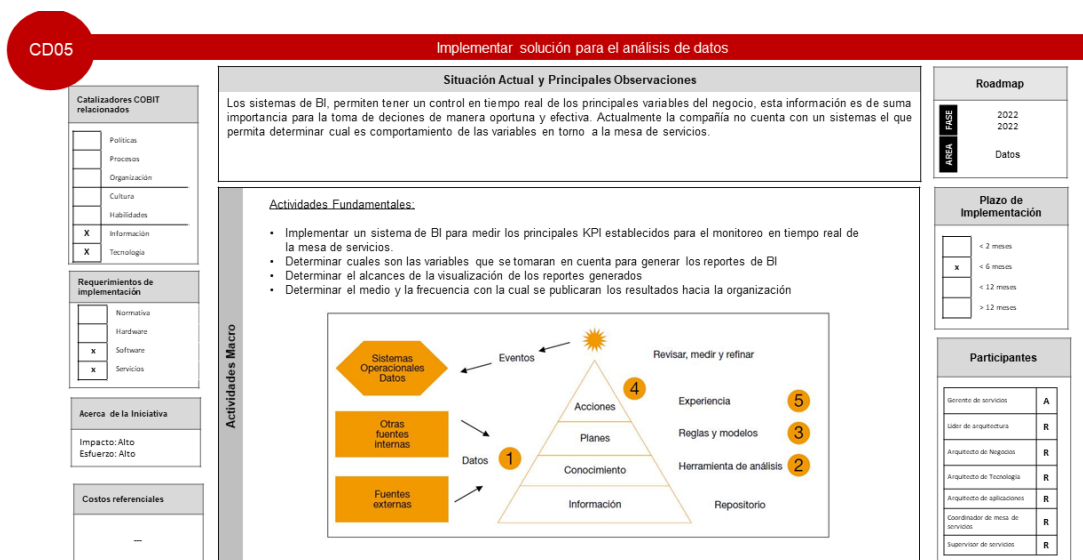 CD05
Implementar solución para el análisis de datos
Catalizadores COBIT
relacionados
Políticas
Procesos
Organización
Cultura
Habilidades
X Información
X Tecnología
Requerimientos de
implementación
Normativa
Hardware
x Software
x Servicios
Acerca de la Iniciativa
Impacto: Alto
Esfuerzo: Alto
Costos referenciales
---
Situación Actual y Principales Observaciones
Los sistemas de BI, permiten tener un control en tiempo real de los principales variables del negocio, esta información es de suma
importancia para la toma de deciones de manera oportuna y efectiva. Actualmente la compañía no cuenta con un sistemas el que
permita determinar cual es comportamiento de las variables en torno a la mesa de servicios.
Actividades Macro
Actividades Fundamentales:
• Implementar un sistema de BI para medir los principales KPI establecidos para el monitoreo en tiempo real de
la mesa de servicios.
• Determinar cuales son las variables que se tomaran en cuenta para generar los reportes de BI
• Determinar el alcances de la visualización de los reportes generados
• Determinar el medio y la frecuencia con la cual se publicaran los resultados hacia la organización
Sistemas
Operacionales
Datos
Eventos
Revisar, medir y refinar
Otras
fuentes
internas
Fuentes
externas
Datos 1
Acciones 4
Experiencia 5
Planes
Reglas y modelos 3
Conocimiento
Herramienta de análisis 2
Información
Repositorio
Roadmap
FASE
2022
2022
AREA
Datos
Plazo de
Implementación
< 2 meses
x < 6 meses
< 12 meses
> 12 meses
Participantes
Gerente de servicios A
Líder de arquitectura R
Arquitecto de Negocios R
Arquitecto de Tecnología R
Arquitecto de aplicaciones R
Coordinador de mesa de
servicios R
Supervisor de servicios R